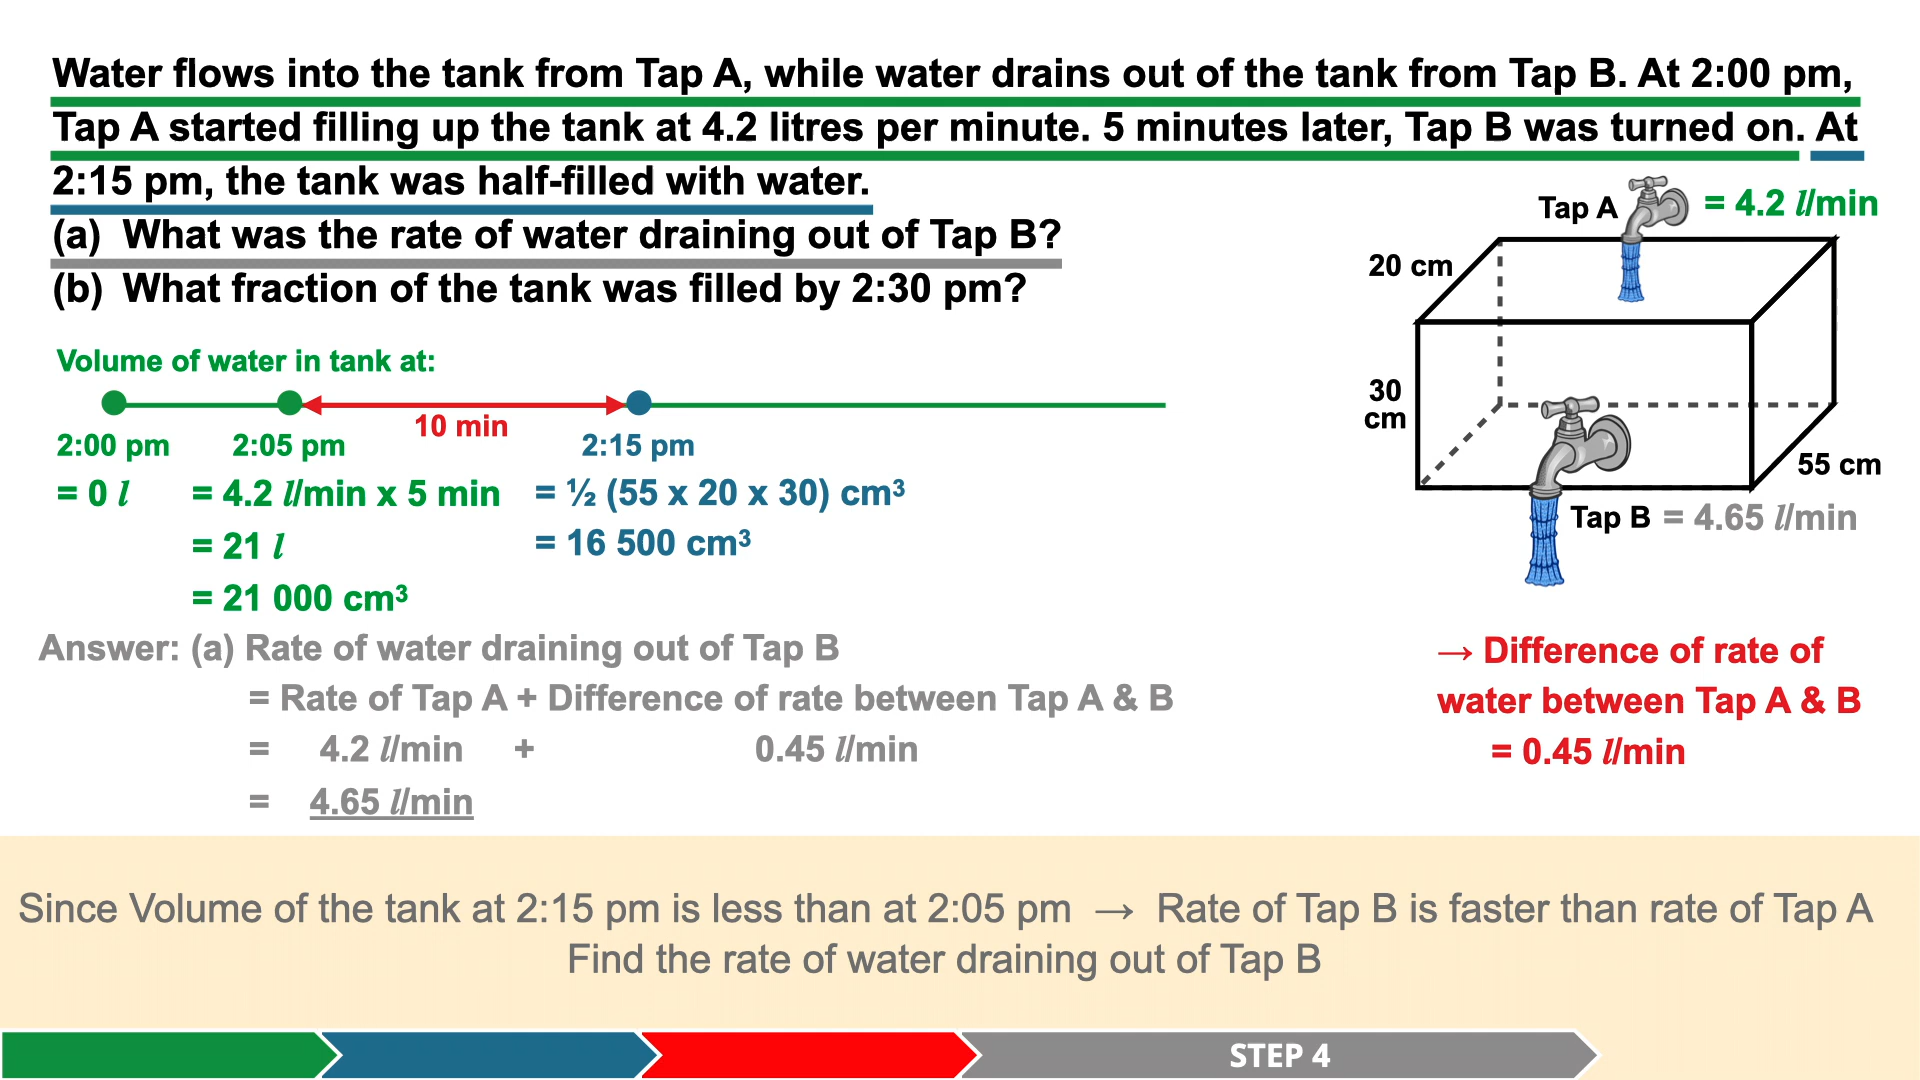 Water flows into the tank from Tap A, while water drains out of the tank from Tap B. At 2:00 pm,
Tap A started filling up the tank at 4.2 litres per minute. 5 minutes later, Tap B was turned on. At
2:15 pm, the tank was half-filled with water.
(a) What was the rate of water draining out of Tap B?
(b) What fraction of the tank was filled by 2:30 pm?
Tap A = 4.2 l/min
20 cm
30
cm
55 cm
Tap B = 4.65 l/min
Volume of water in tank at:
10 min
2:00 pm 2:05 pm 2:15 pm
= 0 l = 4.2 l/min x 5 min = ½ (55 x 20 x 30) cm³
= 21 l = 16 500 cm³
= 21 000 cm³
Answer: (a) Rate of water draining out of Tap B
= Rate of Tap A + Difference of rate between Tap A & B
= 4.2 l/min + 0.45 l/min
= 4.65 l/min
→ Difference of rate of
water between Tap A & B
= 0.45 l/min
Since Volume of the tank at 2:15 pm is less than at 2:05 pm → Rate of Tap B is faster than rate of Tap A
Find the rate of water draining out of Tap B
STEP 4